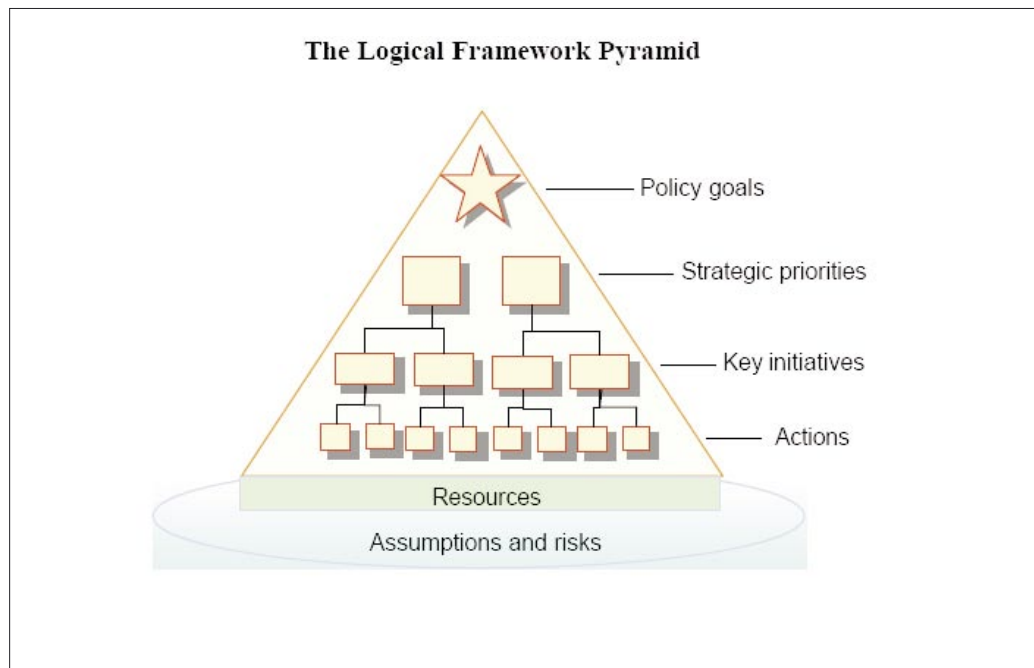 The Logical Framework Pyramid
Policy goals
Strategic priorities
Key initiatives
Actions
Resources
Assumptions and risks